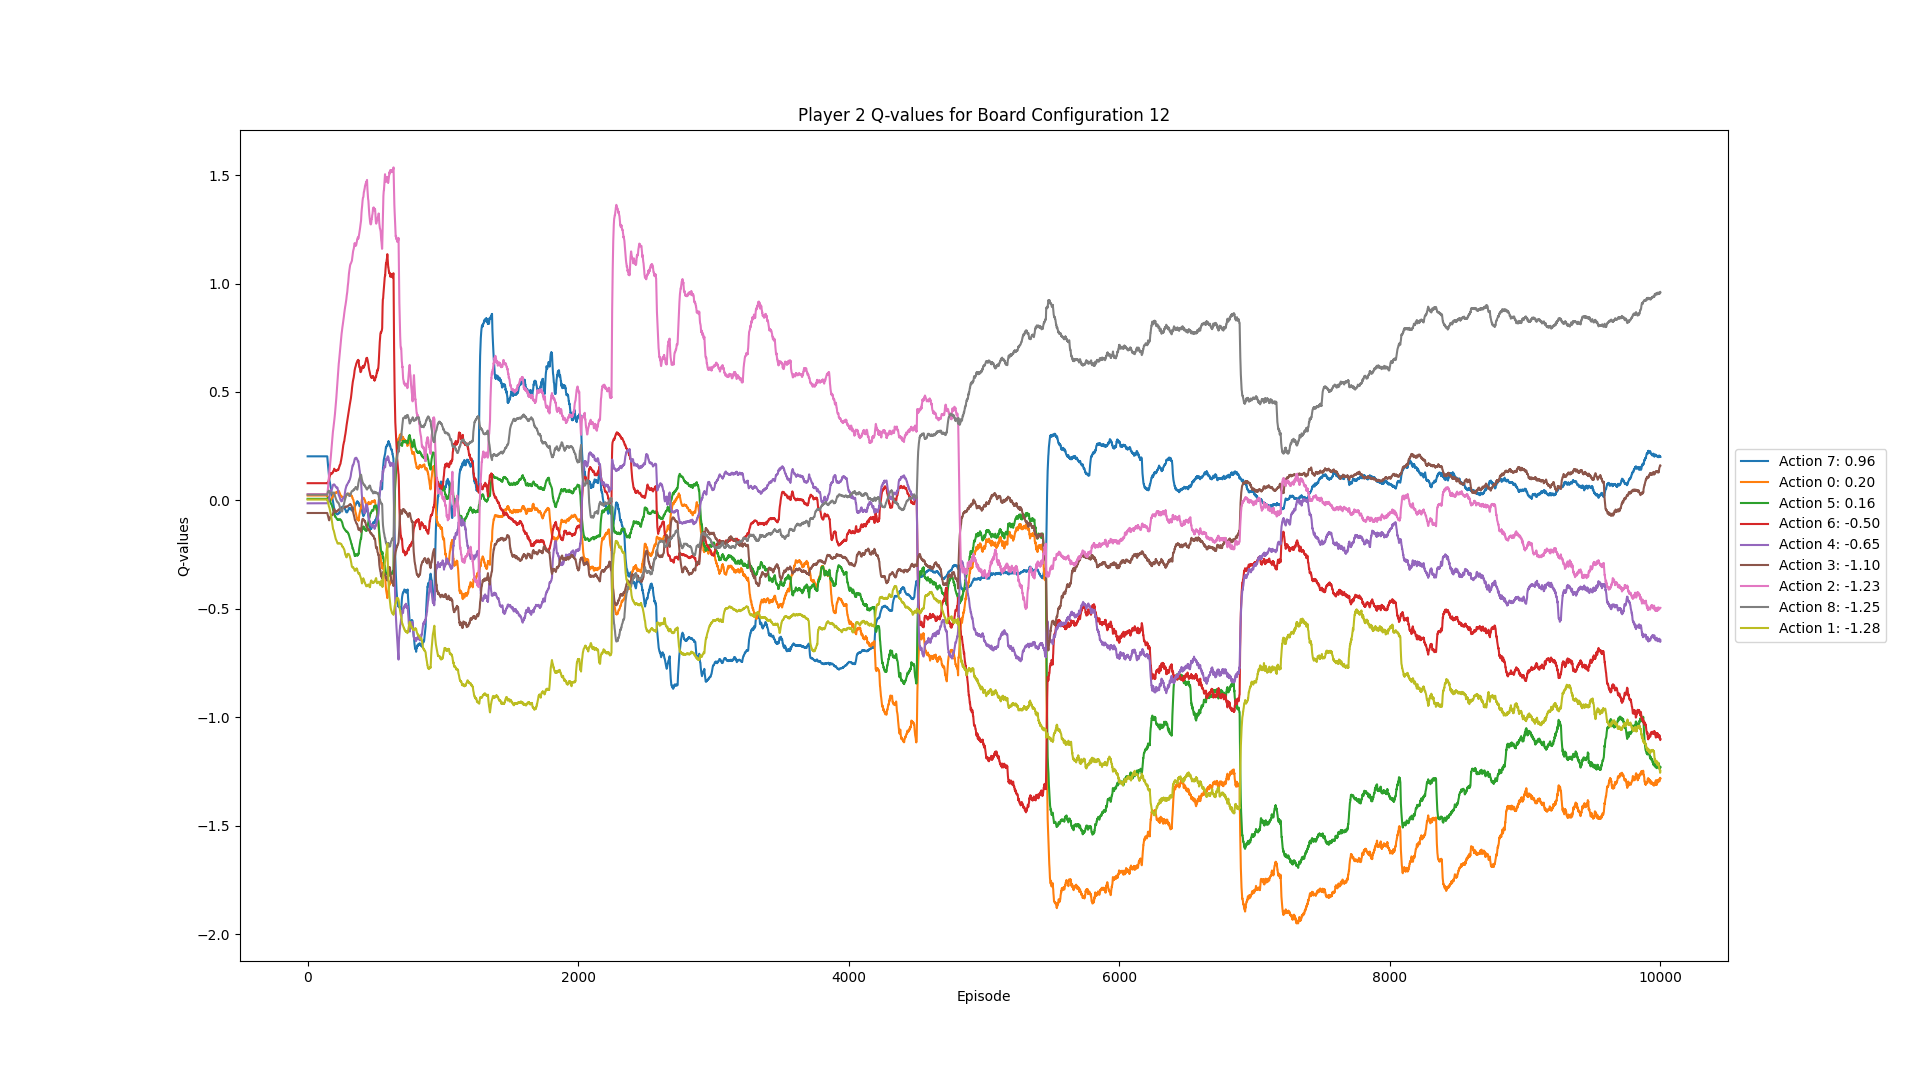 Player 2 Q-values for Board Configuration 12
1.5
1.0
0.5
0.0
−0.5
−1.0
−1.5
−2.0
Q-values
0
2000
4000
6000
8000
10000
Episode
Action 7: 0.96
Action 0: 0.20
Action 5: 0.16
Action 6: -0.50
Action 4: -0.65
Action 3: -1.10
Action 2: -1.23
Action 8: -1.25
Action 1: -1.28